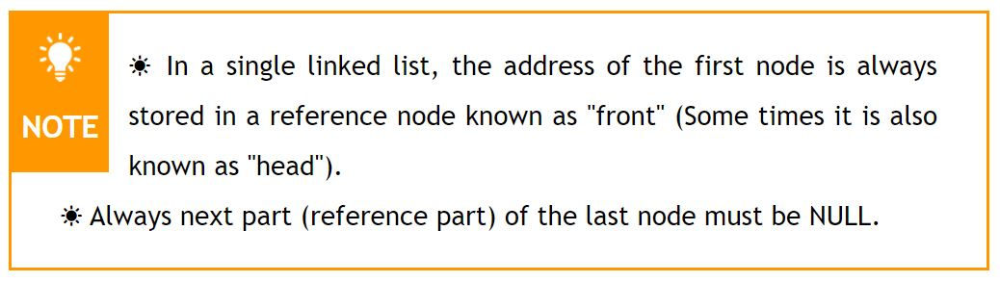 NOTE
☀ In a single linked list, the address of the first node is always
stored in a reference node known as "front" (Some times it is also
known as "head").
☀ Always next part (reference part) of the last node must be NULL.